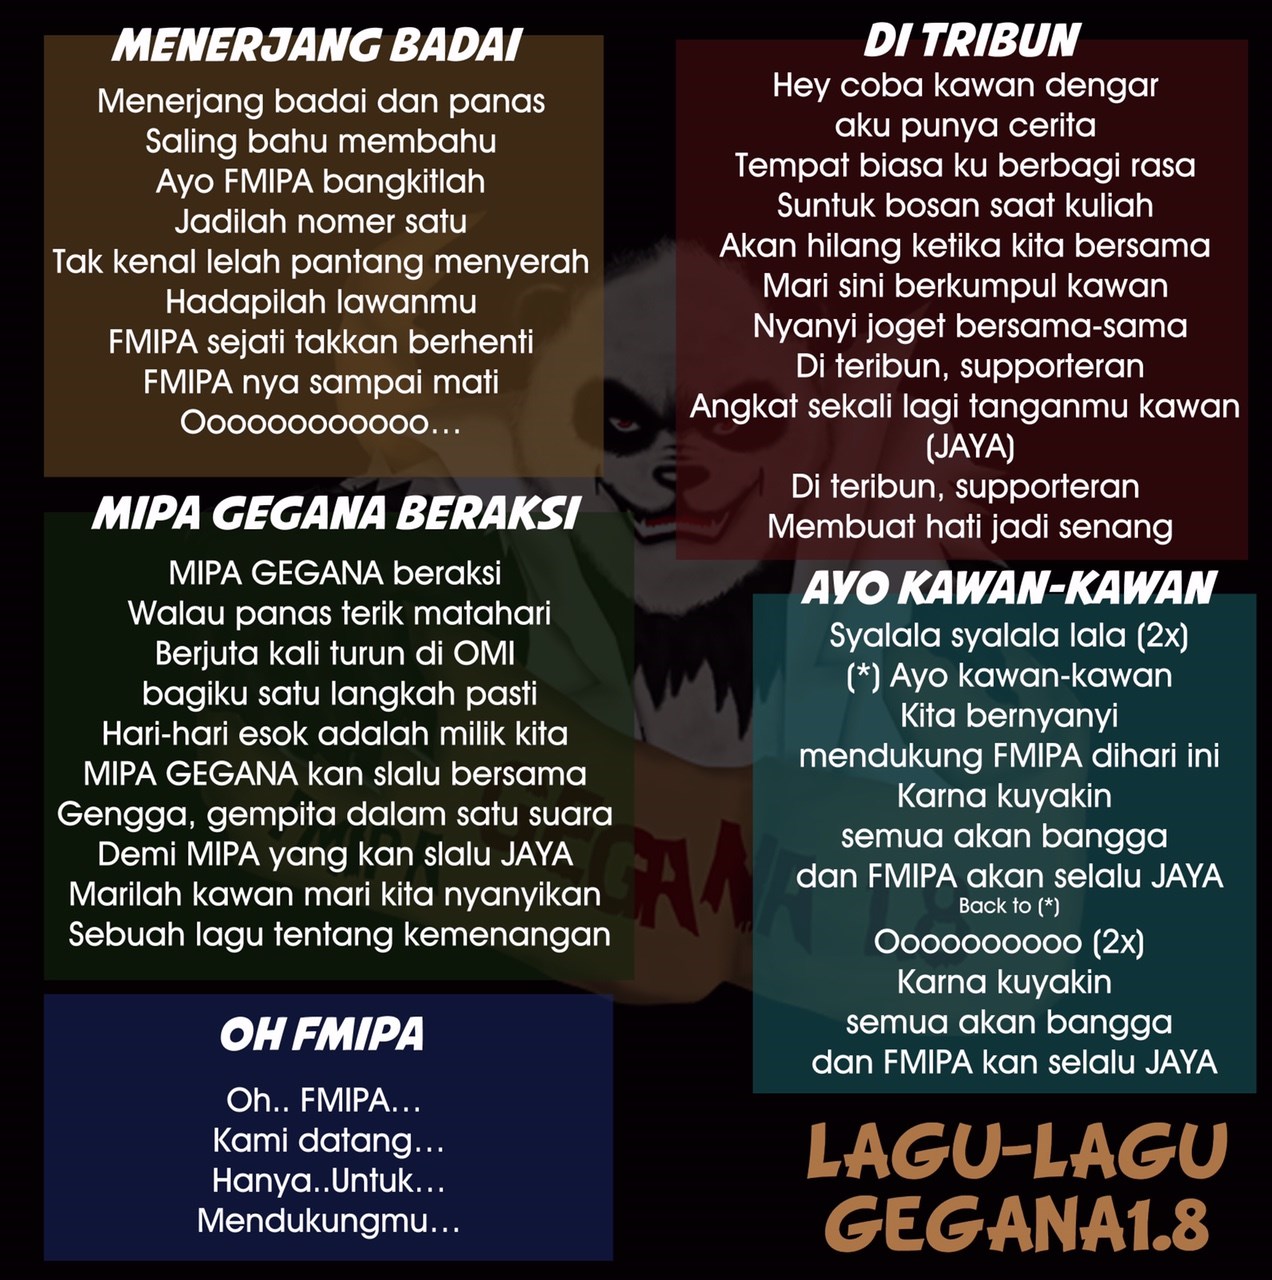 MENERJANG BADAI
Menerjang badai dan panas
Saling bahu membahu
Ayo FMIPA bangkitlah
Jadilah nomer satu
Tak kenal lelah pantang menyerah
Hadapilah lawanmu
FMIPA sejati takkan berhenti
FMIPA nya sampai mati
Oooooooooooo...
MIPA GEGANA BERAKSI
MIPA GEGANA beraksi
Walau panas terik matahari
Berjuta kali turun di OMI
bagiku satu langkah pasti
Hari-hari esok adalah milik kita
MIPA GEGANA kan slalu bersama
Gengga, gempita dalam satu suara
Demi MIPA yang kan slalu JAYA
Marilah kawan mari kita nyanyikan
Sebuah lagu tentang kemenangan
OH FMIPA
Oh.. FMIPA...
Kami datang...
Hanya..Untuk...
Mendukungmu...
DI TRIBUN
Hey coba kawan dengar
aku punya cerita
Tempat biasa ku berbagi rasa
Suntuk bosan saat kuliah
Akan hilang ketika kita bersama
Mari sini berkumpul kawan
Nyanyi joget bersama-sama
Di teribun, supporteran
Angkat sekali lagi tanganmu kawan
(JAYA)
Di teribun, supporteran
Membuat hati jadi senang
AYO KAWAN-KAWAN
Syalala syalala lala (2x)
(*) Ayo kawan-kawan
Kita bernyanyi
mendukung FMIPA dihari ini
Karna kuyakin
semua akan bangga
dan FMIPA akan selalu JAYA
Back to (*)
Oooooooooo (2x)
Karna kuyakin
semua akan bangga
dan FMIPA kan selalu JAYA
LAGU-LAGU
GEGANA1.8
FMIPA
GEGANA 1.8